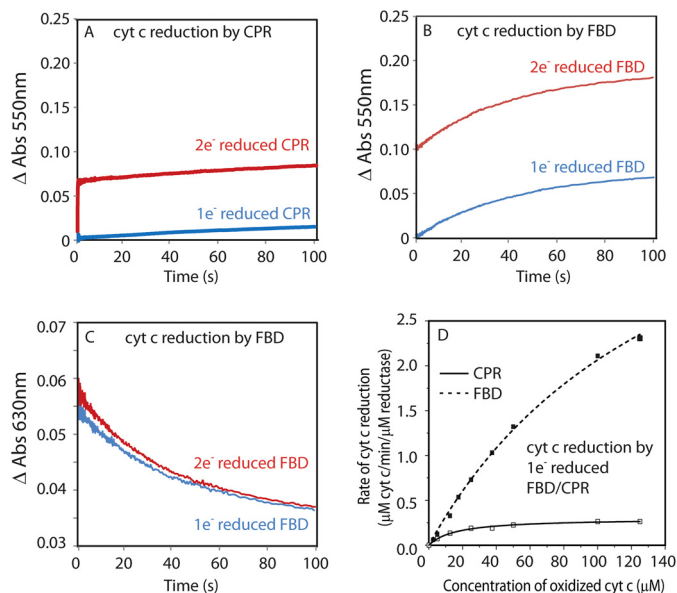 A cyt c reduction by CPR
0.25
0.20
0.15
0.10
0.05
0
Δ Abs 550nm
2e⁻ reduced CPR
1e⁻ reduced CPR
20 40 60 80 100
Time (s)
B cyt c reduction by FBD
0.25
0.20
0.15
0.10
0.05
0
Δ Abs 550nm
2e⁻ reduced FBD
1e⁻ reduced FBD
0 20 40 60 80 100
Time (s)
C cyt c reduction by FBD
0.07
0.06
0.05
0.04
0.03
Δ Abs 630nm
2e⁻ reduced FBD
1e⁻ reduced FBD
0 20 40 60 80 100
Time (s)
D
2.5
2.0
1.5
1.0
0.5
0.0
Rate of cyt c reduction
(μM cyt c/min/μM reductase)
CPR
FBD
cyt c reduction by
1e⁻ reduced
FBD/CPR
0 20 40 60 80 100 120 140
Concentration of oxidized cyt c (μM)